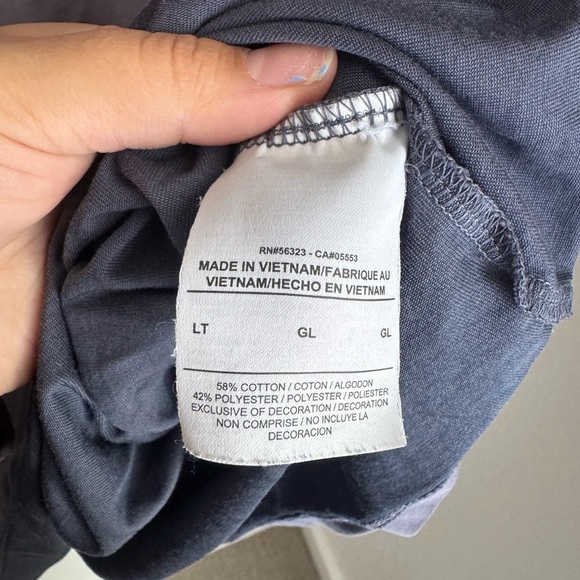 RN#56323 - CA#05553
MADE IN VIETNAM/FABRIQUE AU
VIETNAM/HECHO EN VIETNAM
LT GL GL
58% COTTON / COTON / ALGODON
42% POLYESTER / POLYESTER / POLIESTER
EXCLUSIVE OF DECORATION / DECORATION
NON COMPRISE / NO INCLUYE LA
DECORACION